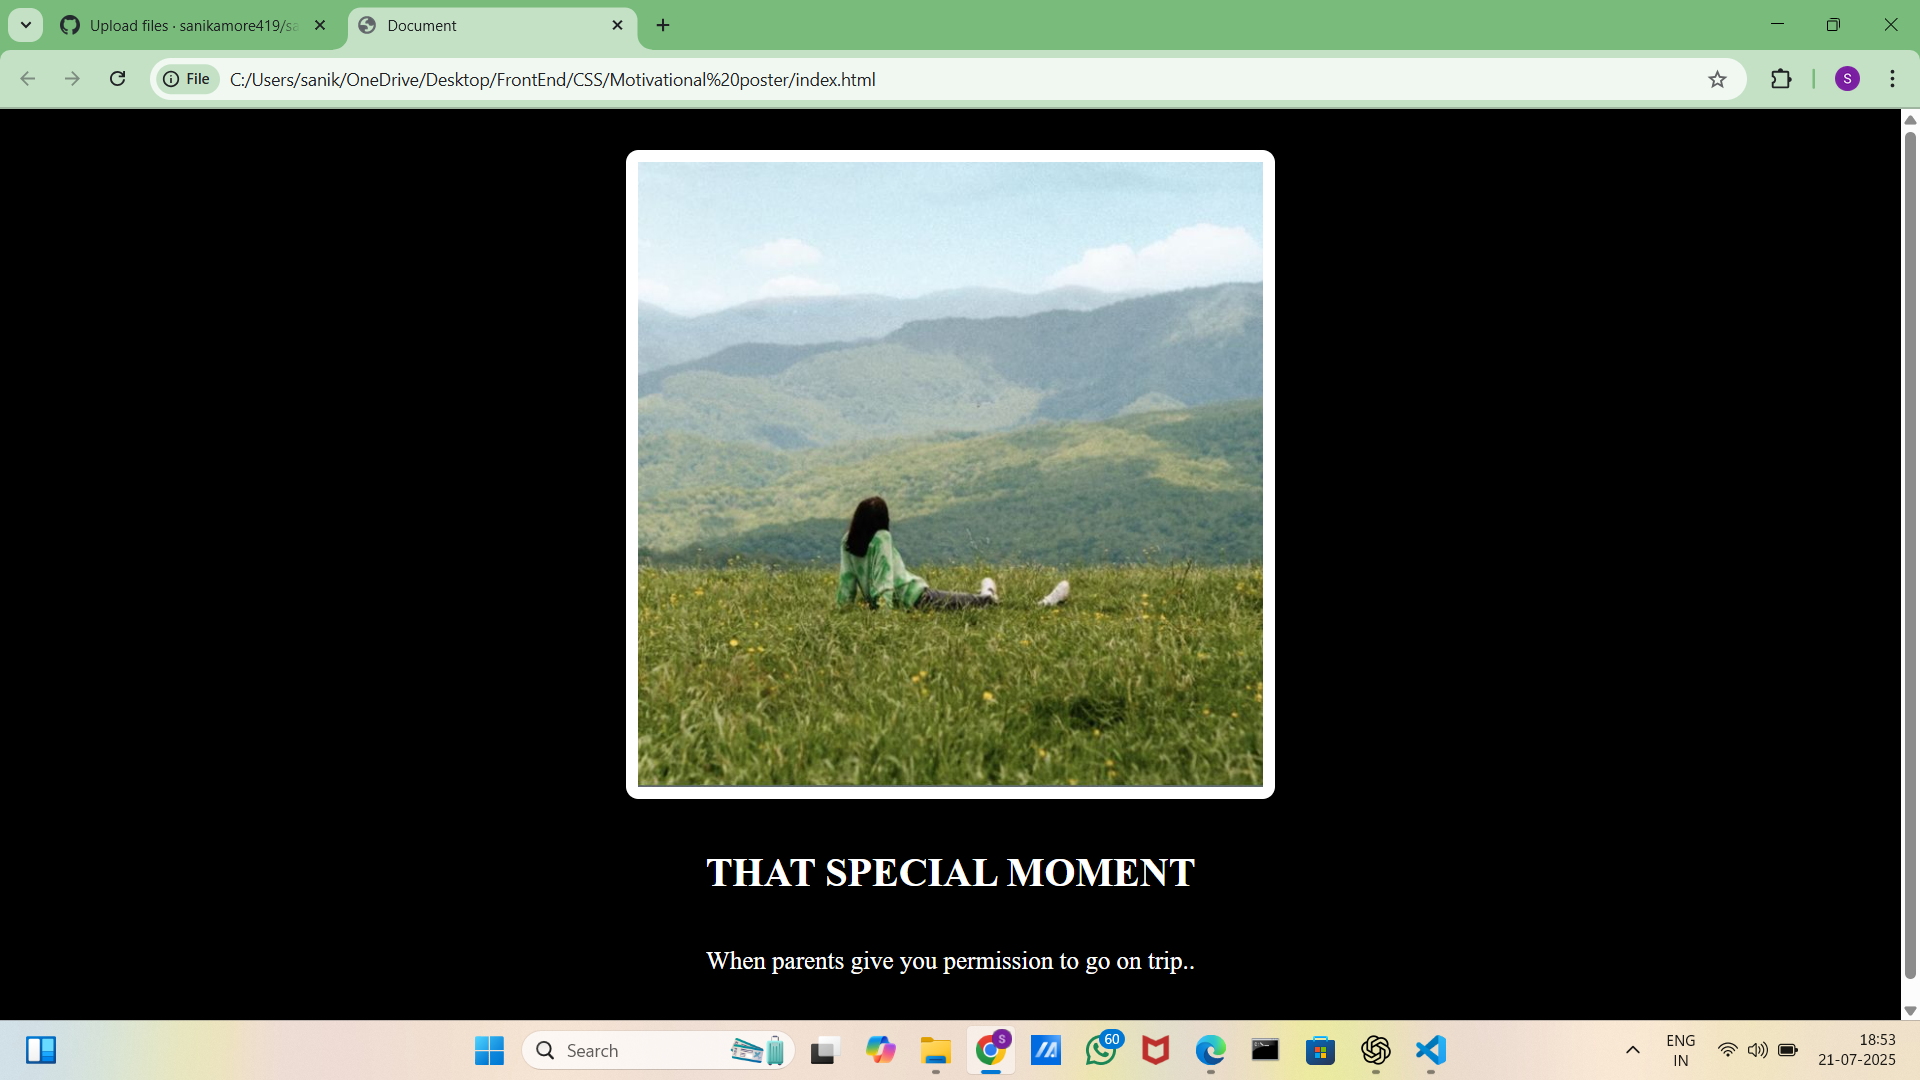 Upload files · sanikamore419/sa
Document
File
C:/Users/sanik/OneDrive/Desktop/FrontEnd/CSS/Motivational%20poster/index.html
S
THAT SPECIAL MOMENT
When parents give you permission to go on trip..
Search
S
60
ENG
IN
18:53
21-07-2025